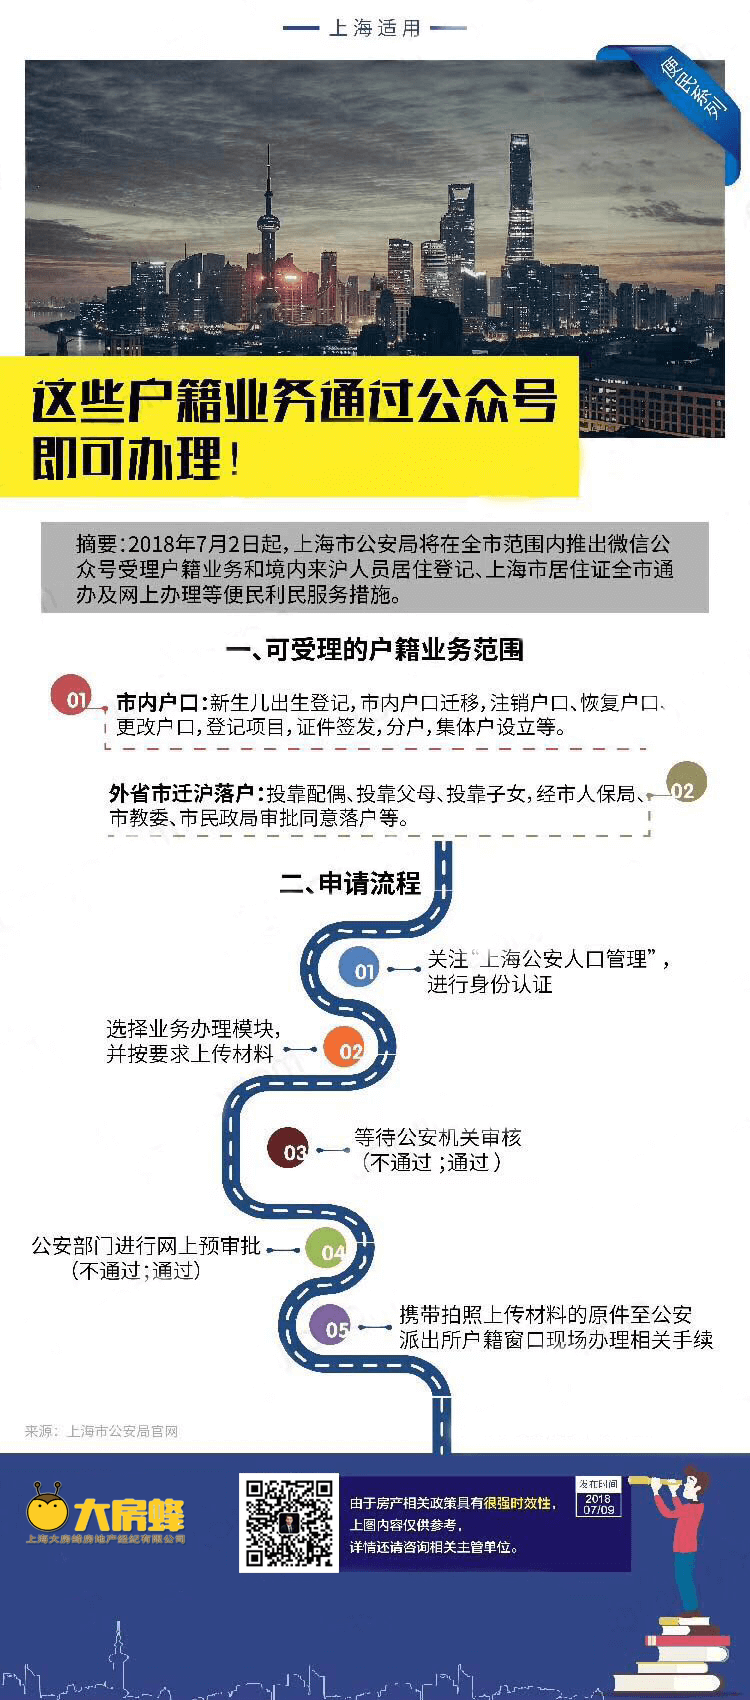 上海适用
便民系列
这些户籍业务通过公众号
即可办理！
摘要：2018年7月2日起，上海市公安局将在全市范围内推出微信公
众号受理户籍业务和境内来沪人员居住登记、上海市居住证全市通
办及网上办理等便民利民服务措施。
一、可受理的户籍业务范围
01
市内户口：新生儿出生登记，市内户口迁移，注销户口、恢复户口、
更改户口，登记项目，证件签发，分户，集体户设立等。
外省市迁沪落户：投靠配偶、投靠父母、投靠子女，经市人保局、
02
市教委、市民政局审批同意落户等。
二、申请流程
01
关注“上海公安人口管理”，
进行身份认证
选择业务办理模块，
并按要求上传材料
02
03
等待公安机关审核
（不通过；通过）
公安部门进行网上预审批
（不通过；通过）
04
05
携带拍照上传材料的原件至公安
派出所户籍窗口现场办理相关手续
来源：上海市公安局官网
大房蜂
上海大房蜂房地产经纪有限公司
由于房产相关政策具有很强时效性，
上图内容仅供参考，
详情还请咨询相关主管单位。
发布时间
2018
07/09